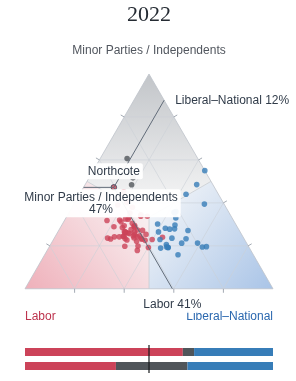 2022
Minor Parties / Independents
Liberal–National 12%
Northcote
Minor Parties / Independents
47%
Labor 41%
Labor
Liberal–National